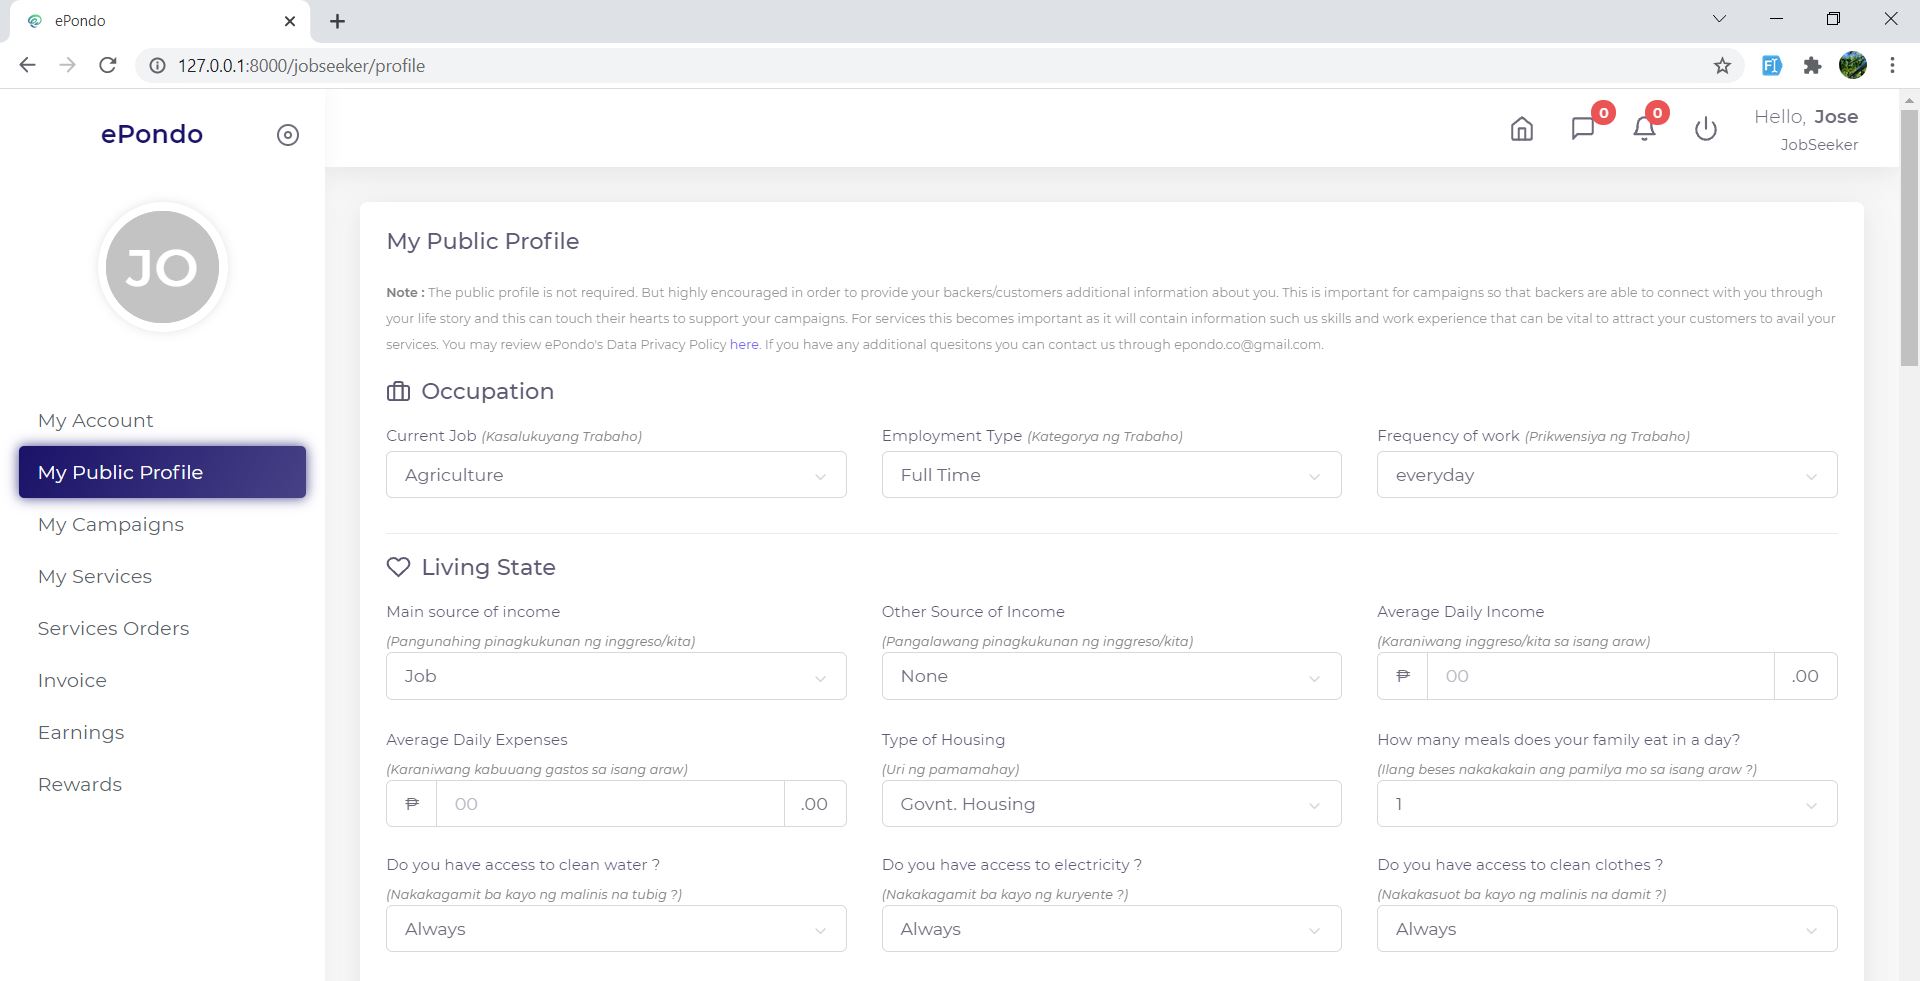 ePondo
127.0.0.1:8000/jobseeker/profile
ePondo
0
0
Hello, Jose
JobSeeker
JO
My Account
My Public Profile
My Campaigns
My Services
Services Orders
Invoice
Earnings
Rewards
My Public Profile
Note : The public profile is not required. But highly encouraged in order to provide your backers/customers additional information about you. This is important for campaigns so that backers are able to connect with you through
your life story and this can touch their hearts to support your campaigns. For services this becomes important as it will contain information such us skills and work experience that can be vital to attract your customers to avail your
services. You may review ePondo's Data Privacy Policy here. If you have any additional quesitons you can contact us through epondo.co@gmail.com.
Occupation
Current Job (Kasalukuyang Trabaho)
Employment Type (Kategorya ng Trabaho)
Frequency of work (Prikwensiya ng Trabaho)
Agriculture
Full Time
everyday
Living State
Main source of income
Other Source of Income
Average Daily Income
(Pangunahing pinagkukunan ng inggreso/kita)
(Pangalawang pinagkukunan ng inggreso/kita)
(Karaniwang inggreso/kita sa isang araw)
Job
None
₱ 00 .00
Average Daily Expenses
Type of Housing
How many meals does your family eat in a day?
(Karaniwang kabuuang gastos sa isang araw)
(Uri ng pamamahay)
(Ilang beses nakakakain ang pamilya mo sa isang araw ?)
₱ 00 .00
Govnt. Housing
1
Do you have access to clean water ?
Do you have access to electricity ?
Do you have access to clean clothes ?
(Nakakagamit ba kayo ng malinis na tubig ?)
(Nakakagamit ba kayo ng kuryente ?)
(Nakakasuot ba kayo ng malinis na damit ?)
Always
Always
Always